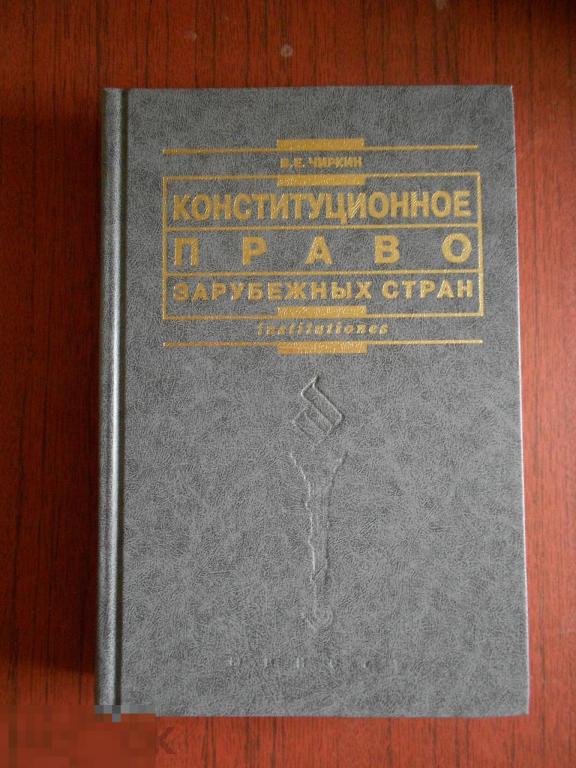 В.Е. ЧИРКИН
КОНСТИТУЦИОННОЕ
ПРАВО
ЗАРУБЕЖНЫХ СТРАН
institutiones